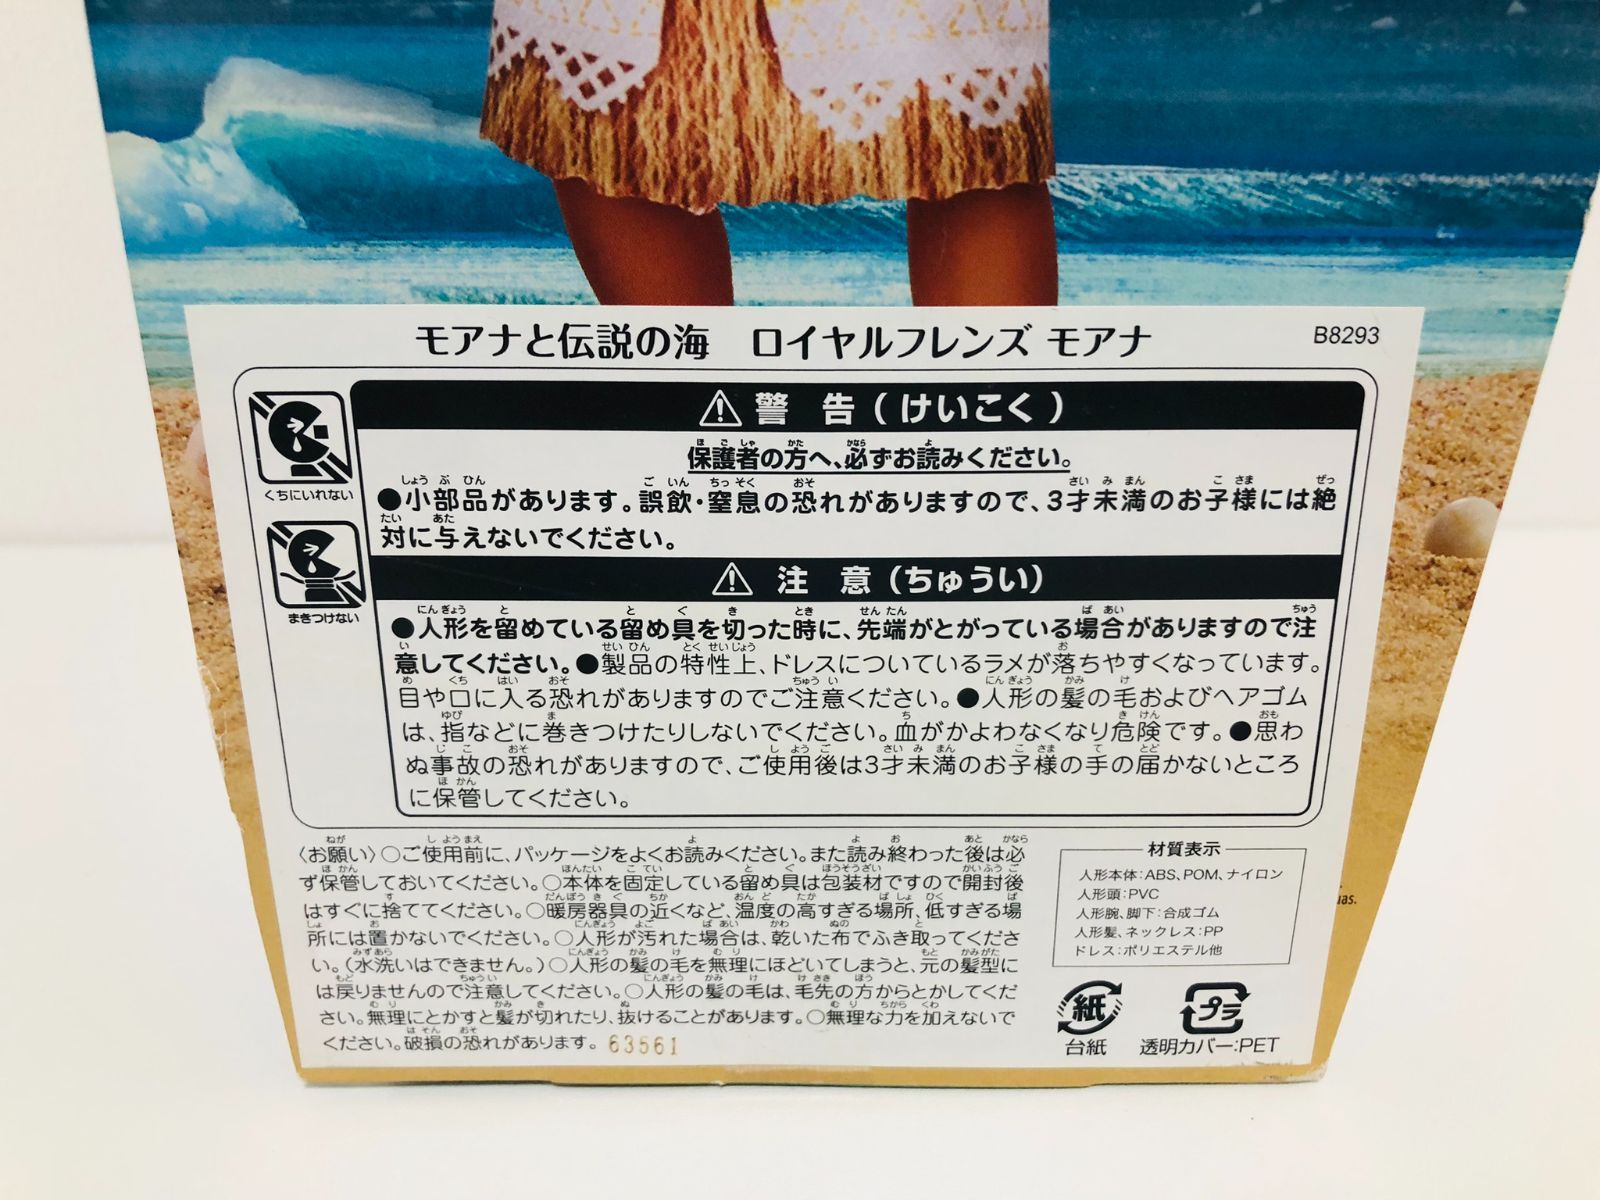 モアナと伝説の海　ロイヤルフレンズ モアナ
B8293
警　告（けいこく）
保護者の方へ、必ずお読みください。
くちにいれない
●小部品があります。誤飲・窒息の恐れがありますので、3才未満のお子様には絶
対に与えないでください。
注　意（ちゅうい）
まきつけない
●人形を留めている留め具を切った時に、先端がとがっている場合がありますので注
意してください。●製品の特性上、ドレスについているラメが落ちやすくなっています。
目や口に入る恐れがありますのでご注意ください。●人形の髪の毛およびヘアゴム
は、指などに巻きつけたりしないでください。血がかよわなくなり危険です。●思わ
ぬ事故の恐れがありますので、ご使用後は3才未満のお子様の手の届かないところ
に保管してください。
〈お願い〉○ご使用前に、パッケージをよくお読みください。また読み終わった後は必
ず保管しておいてください。○本体を固定している留め具は包装材ですので開封後
はすぐに捨ててください。○暖房器具の近くなど、温度の高すぎる場所、低すぎる場
所には置かないでください。○人形が汚れた場合は、乾いた布でふき取ってくださ
い。（水洗いはできません。）○人形の髪の毛を無理にほどいてしまうと、元の髪型に
は戻りませんので注意してください。○人形の髪の毛は、毛先の方からとかしてくだ
さい。無理にとかすと髪が切れたり、抜けることがあります。○無理な力を加えないで
ください。破損の恐れがあります。 63561
材質表示
人形本体：ABS、POM、ナイロン
人形頭：PVC
人形腕、脚下：合成ゴム
人形髪、ネックレス：PP
ドレス：ポリエステル他
uas.
紙
プラ
台紙
透明カバー：PET